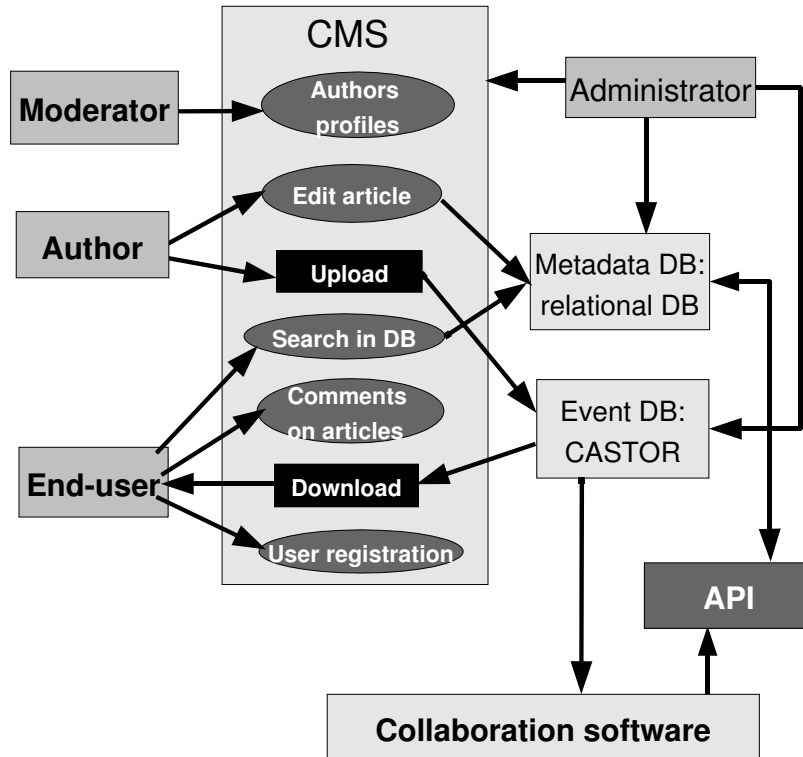 CMS
Moderator
Authors
profiles
Administrator
Edit article
Author
Upload
Metadata DB:
relational DB
Search in DB
Comments
on articles
Event DB:
CASTOR
End-user
Download
User registration
API
Collaboration software